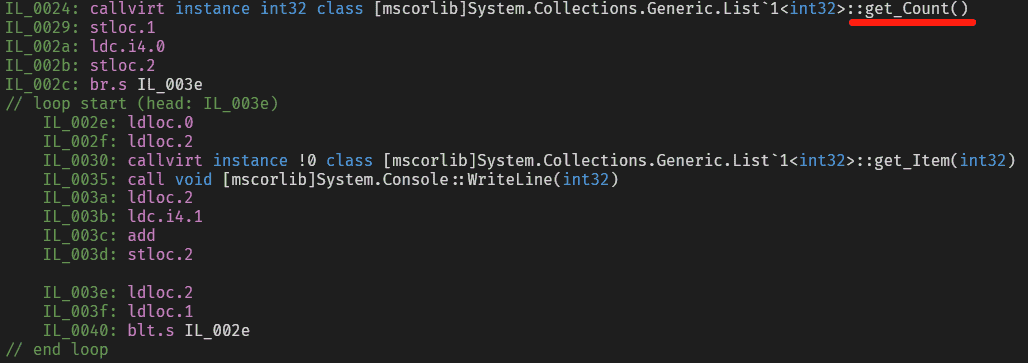 IL_0024: callvirt instance int32 class [mscorlib]System.Collections.Generic.List`1<int32>::get_Count()
IL_0029: stloc.1
IL_002a: ldc.i4.0
IL_002b: stloc.2
IL_002c: br.s IL_003e
// loop start (head: IL_003e)
    IL_002e: ldloc.0
    IL_002f: ldloc.2
    IL_0030: callvirt instance !0 class [mscorlib]System.Collections.Generic.List`1<int32>::get_Item(int32)
    IL_0035: call void [mscorlib]System.Console::WriteLine(int32)
    IL_003a: ldloc.2
    IL_003b: ldc.i4.1
    IL_003c: add
    IL_003d: stloc.2
    IL_003e: ldloc.2
    IL_003f: ldloc.1
    IL_0040: blt.s IL_002e
// end loop